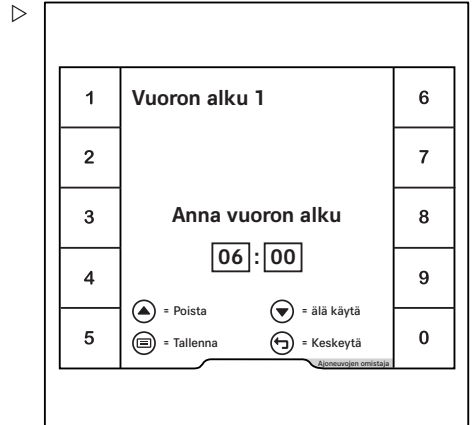 1
2
3
4
5
Vuoron alku 1
Anna vuoron alku
06 : 00
= Poista
= älä käytä
= Tallenna
= Keskeytä
Ajoneuvojen omistaja
6
7
8
9
0